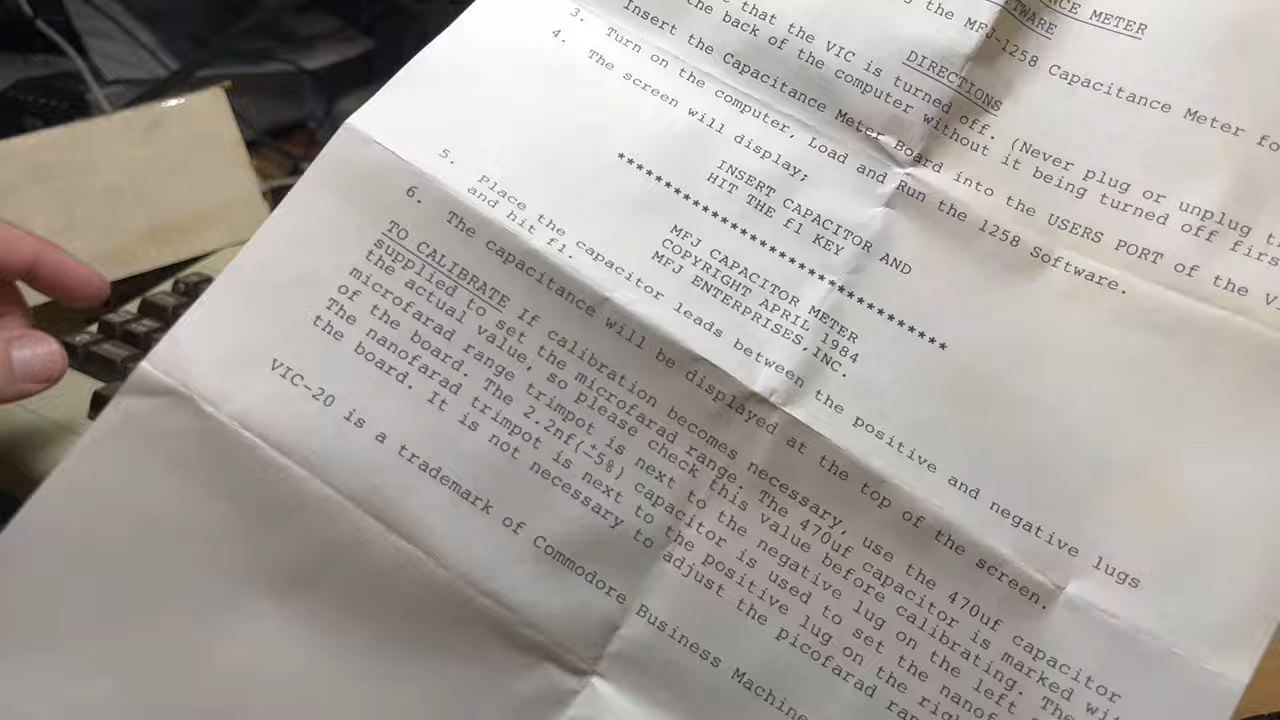 NCE METER
FTWARE
the MFJ-1258 Capacitance Meter fo
DIRECTIONS
that the VIC is turned off. (Never plug or unplug t
the back of the computer without it being turned off firs
Insert the Capacitance Meter Board into the USERS PORT of the V
3. Turn on the computer, Load and Run the 1258 Software.
4. The screen will display;
INSERT CAPACITOR AND
HIT THE f1 KEY
**********************************
MFJ CAPACITOR METER
COPYRIGHT APRIL 1984
MFJ ENTERPRISES INC.
5. Place the capacitor leads between the positive and negative lugs
and hit f1.
6. The capacitance will be displayed at the top of the screen.
TO CALIBRATE If calibration becomes necessary, use the 470uf capacitor
supplied to set the microfarad range. The 470uf capacitor is marked wit
the actual value, so please check this value before calibrating. The
microfarad range trimpot is next to the negative lug on the left
of the board. The 2.2nf(±5%) capacitor is used to set the nanof
The nanofarad trimpot is next to the positive lug on the righ
the board. It is not necessary to adjust the picofarad ran
VIC-20 is a trademark of Commodore Business Machine